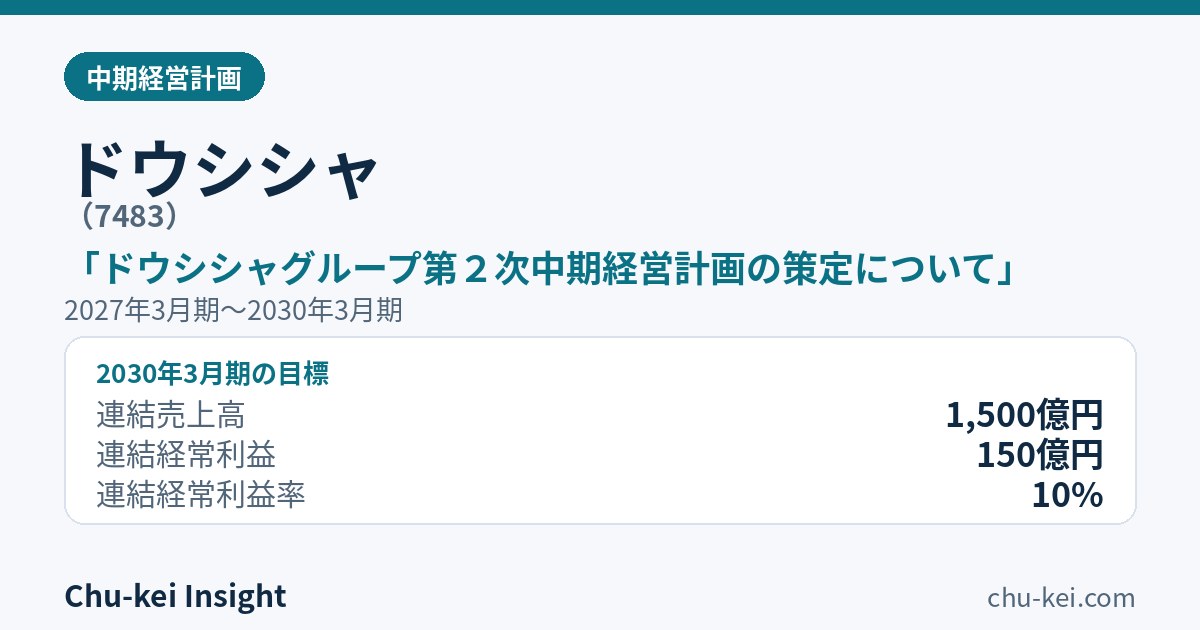 中期経営計画
ドウシシャ
（7483）
「ドウシシャグループ第２次中期経営計画の策定について」
2027年3月期～2030年3月期
2030年3月期の目標
連結売上高 1,500億円
連結経常利益 150億円
連結経常利益率 10%
Chu-kei Insight chu-kei.com